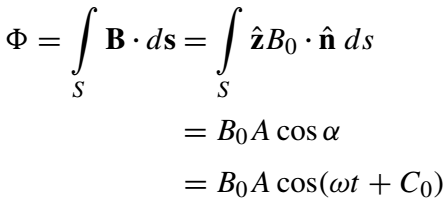 Φ = ∫_S B · ds = ∫_S ẑB₀ · n̂ ds
= B₀A cos α
= B₀A cos(ωt + C₀)